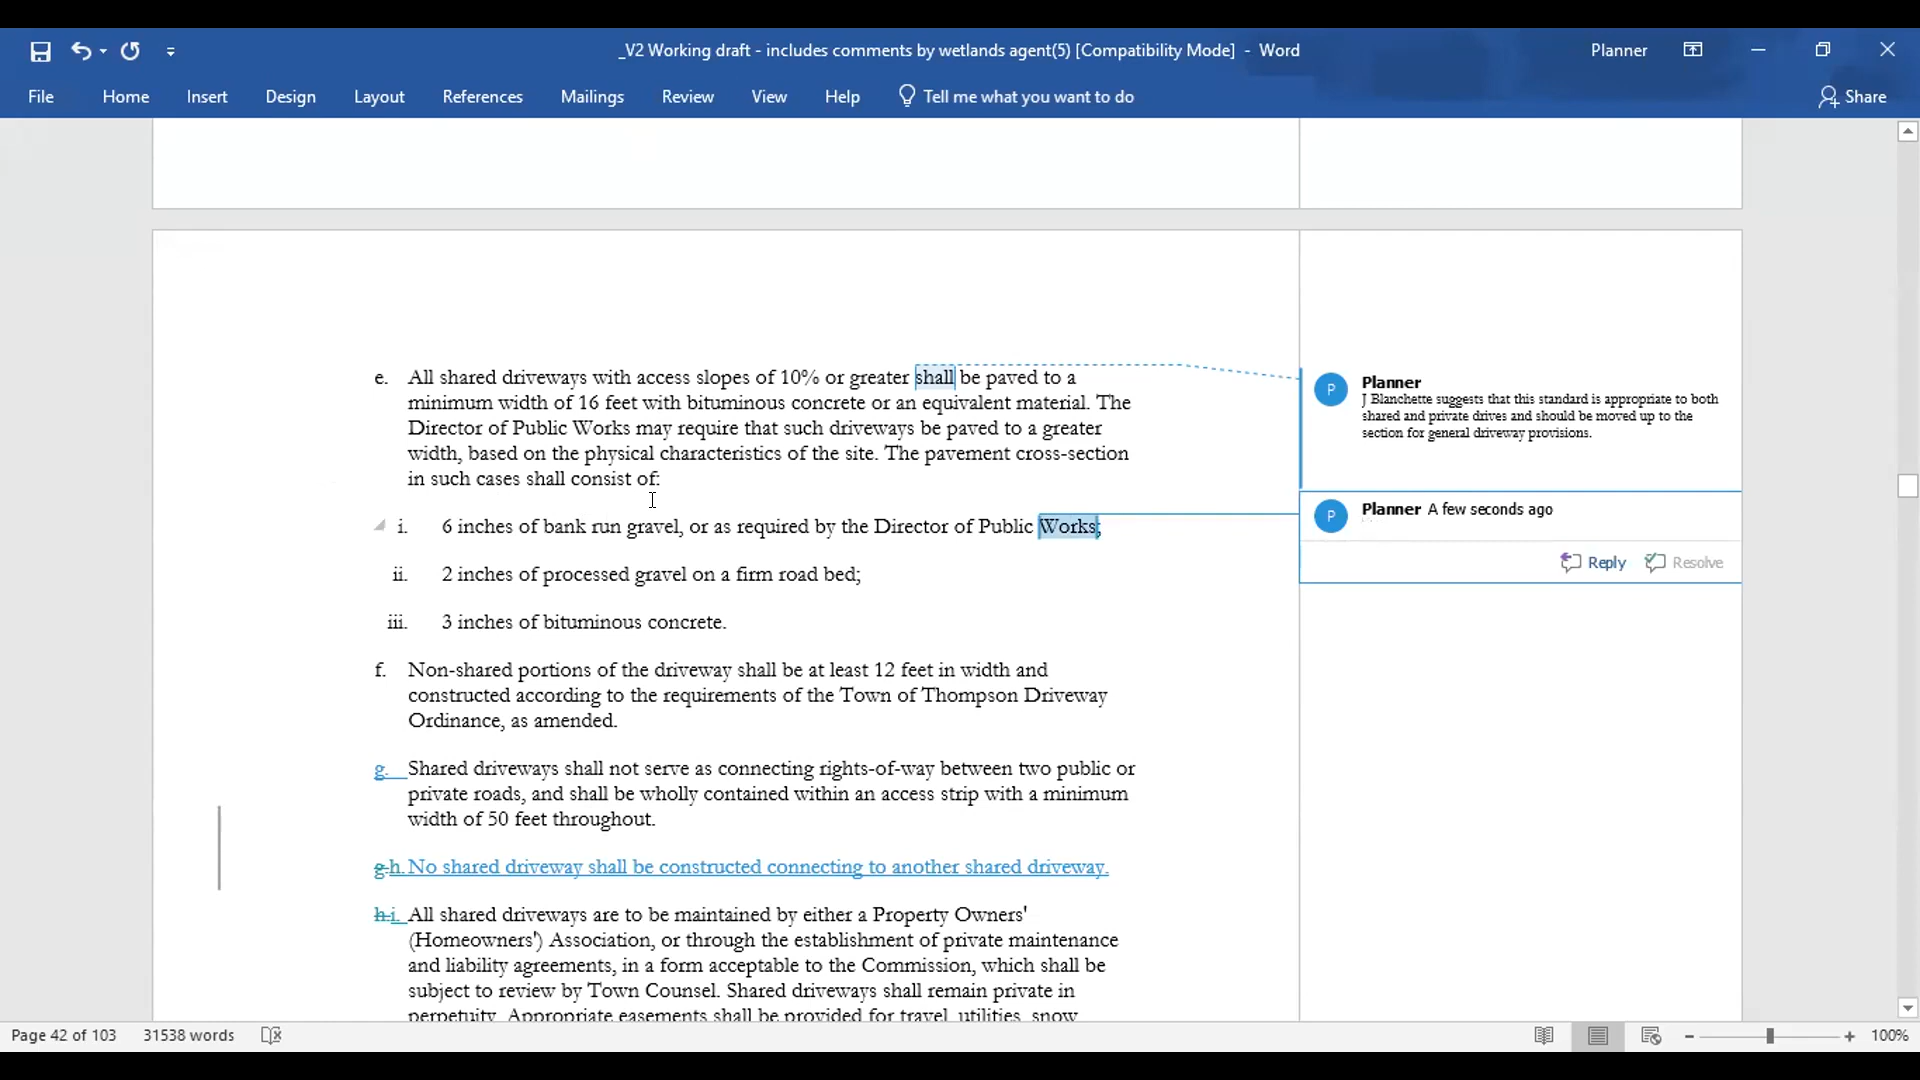 _V2 Working draft - includes comments by wetlands agent(5) [Compatibility Mode] - Word
Planner
File Home Insert Design Layout References Mailings Review View Help Tell me what you want to do
Share
e. All shared driveways with access slopes of 10% or greater shall be paved to a
minimum width of 16 feet with bituminous concrete or an equivalent material. The
Director of Public Works may require that such driveways be paved to a greater
width, based on the physical characteristics of the site. The pavement cross-section
in such cases shall consist of:
i. 6 inches of bank run gravel, or as required by the Director of Public Works;
ii. 2 inches of processed gravel on a firm road bed;
iii. 3 inches of bituminous concrete.
f. Non-shared portions of the driveway shall be at least 12 feet in width and
constructed according to the requirements of the Town of Thompson Driveway
Ordinance, as amended.
g. Shared driveways shall not serve as connecting rights-of-way between two public or
private roads, and shall be wholly contained within an access strip with a minimum
width of 50 feet throughout.
g.h. No shared driveway shall be constructed connecting to another shared driveway.
h.i. All shared driveways are to be maintained by either a Property Owners'
(Homeowners') Association, or through the establishment of private maintenance
and liability agreements, in a form acceptable to the Commission, which shall be
subject to review by Town Counsel. Shared driveways shall remain private in
perpetuity. Appropriate easements shall be provided for travel, utilities, snow
P
Planner
J Blanchette suggests that this standard is appropriate to both
shared and private drives and should be moved up to the
section for general driveway provisions.
P
Planner A few seconds ago
Reply Resolve
Page 42 of 103 31538 words
100%